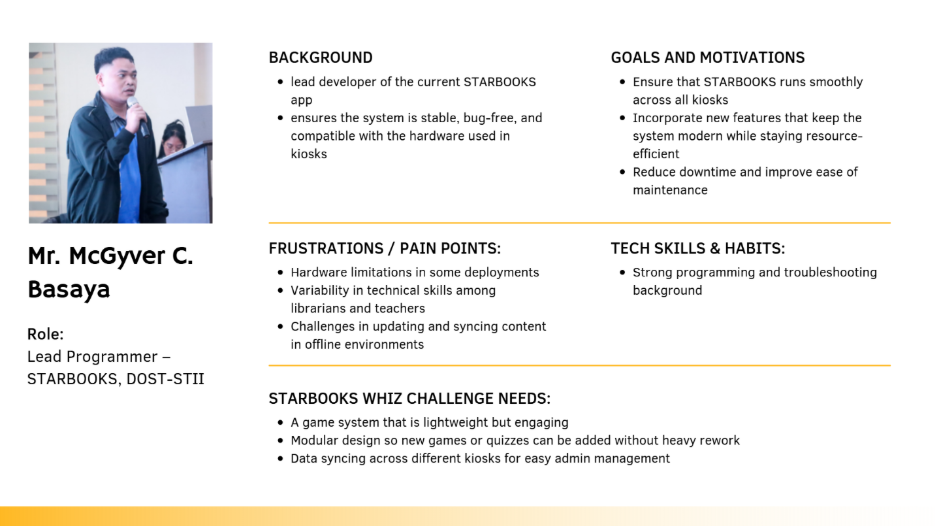 Mr. McGyver C.
Basaya
Role:
Lead Programmer –
STARBOOKS, DOST-STII
BACKGROUND
• lead developer of the current STARBOOKS
app
• ensures the system is stable, bug-free, and
compatible with the hardware used in
kiosks
GOALS AND MOTIVATIONS
• Ensure that STARBOOKS runs smoothly
across all kiosks
• Incorporate new features that keep the
system modern while staying resource-
efficient
• Reduce downtime and improve ease of
maintenance
FRUSTRATIONS / PAIN POINTS:
• Hardware limitations in some deployments
• Variability in technical skills among
librarians and teachers
• Challenges in updating and syncing content
in offline environments
TECH SKILLS & HABITS:
• Strong programming and troubleshooting
background
STARBOOKS WHIZ CHALLENGE NEEDS:
• A game system that is lightweight but engaging
• Modular design so new games or quizzes can be added without heavy rework
• Data syncing across different kiosks for easy admin management